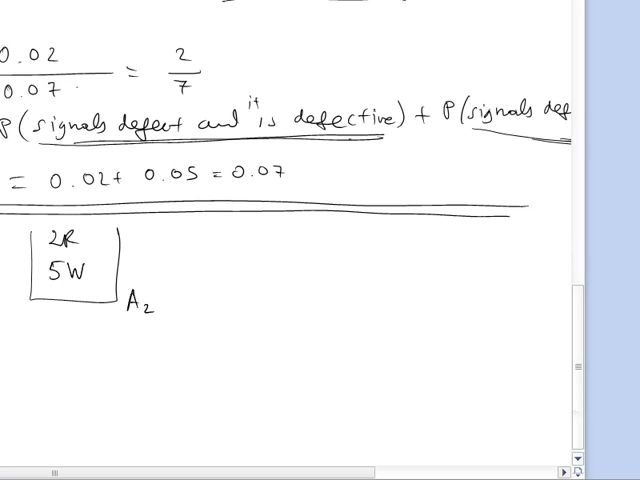 0.02
0.07
= 2
7
P(signals defect and it is defective) + P(signals def
= 0.02+ 0.05 = 0.07
2R
5W
A2